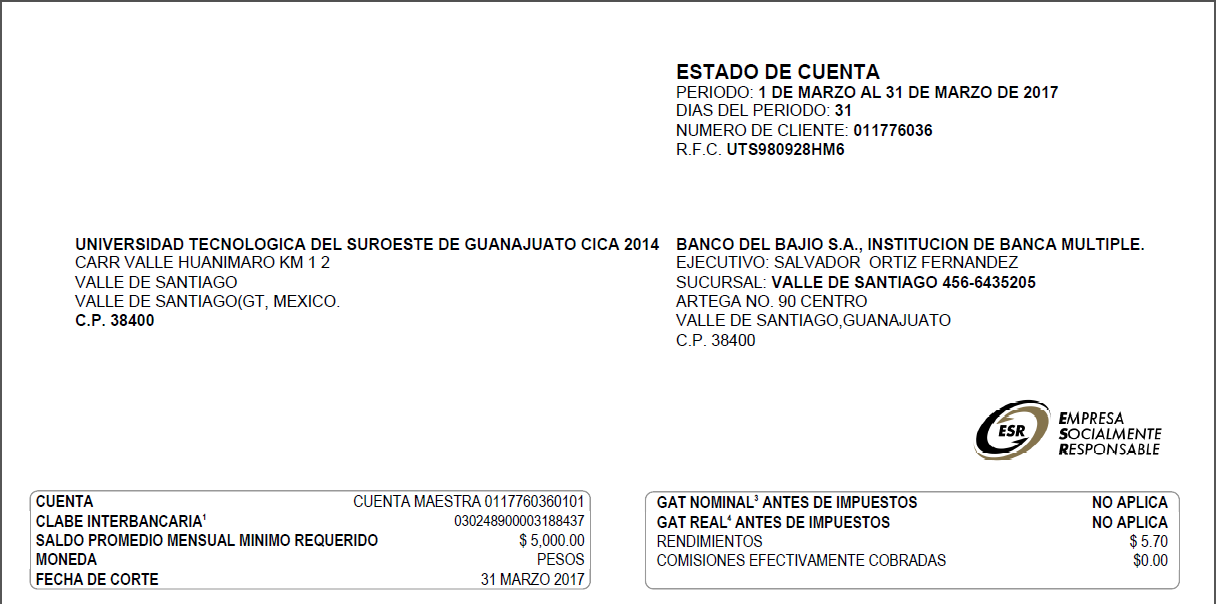 ESTADO DE CUENTA
PERIODO: 1 DE MARZO AL 31 DE MARZO DE 2017
DIAS DEL PERIODO: 31
NUMERO DE CLIENTE: 011776036
R.F.C. UTS980928HM6
UNIVERSIDAD TECNOLOGICA DEL SUROESTE DE GUANAJUATO CICA 2014
CARR VALLE HUANIMARO KM 1 2
VALLE DE SANTIAGO
VALLE DE SANTIAGO(GT, MEXICO.
C.P. 38400
BANCO DEL BAJIO S.A., INSTITUCION DE BANCA MULTIPLE.
EJECUTIVO: SALVADOR ORTIZ FERNANDEZ
SUCURSAL: VALLE DE SANTIAGO 456-6435205
ARTEGA NO. 90 CENTRO
VALLE DE SANTIAGO,GUANAJUATO
C.P. 38400
ESR
EMPRESA
SOCIALMENTE
RESPONSABLE
CUENTA CUENTA MAESTRA 0117760360101
CLABE INTERBANCARIA¹ 030248900003188437
SALDO PROMEDIO MENSUAL MINIMO REQUERIDO $ 5,000.00
MONEDA PESOS
FECHA DE CORTE 31 MARZO 2017
GAT NOMINAL³ ANTES DE IMPUESTOS NO APLICA
GAT REAL⁴ ANTES DE IMPUESTOS NO APLICA
RENDIMIENTOS $ 5.70
COMISIONES EFECTIVAMENTE COBRADAS $0.00